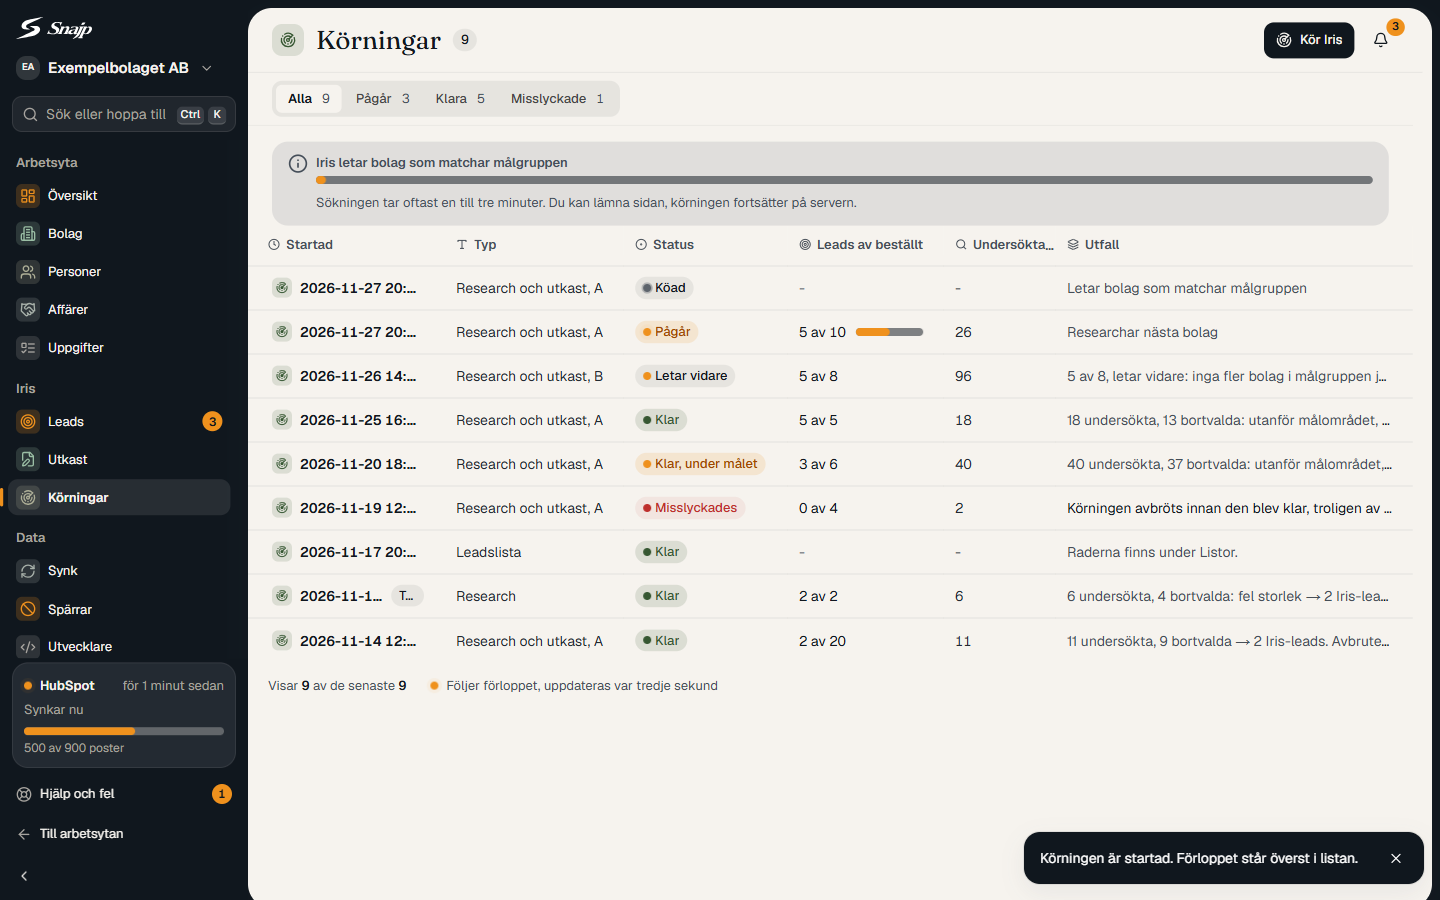 Snajp
EA Exempelbolaget AB
Sök eller hoppa till Ctrl K
Arbetsyta
Översikt
Bolag
Personer
Affärer
Uppgifter
Iris
Leads 3
Utkast
Körningar
Data
Synk
Spärrar
Utvecklare
HubSpot för 1 minut sedan
Synkar nu
500 av 900 poster
Hjälp och fel 1
Till arbetsytan
Körningar 9
Kör Iris 3
Alla 9 Pågår 3 Klara 5 Misslyckade 1
Iris letar bolag som matchar målgruppen
Sökningen tar oftast en till tre minuter. Du kan lämna sidan, körningen fortsätter på servern.
Startad Typ Status Leads av beställt Undersökta... Utfall
2026-11-27 20:... Research och utkast, A Köad - - Letar bolag som matchar målgruppen
2026-11-27 20:... Research och utkast, A Pågår 5 av 10 26 Researchar nästa bolag
2026-11-26 14:... Research och utkast, B Letar vidare 5 av 8 96 5 av 8, letar vidare: inga fler bolag i målgruppen j...
2026-11-25 16:... Research och utkast, A Klar 5 av 5 18 18 undersökta, 13 bortvalda: utanför målområdet, ...
2026-11-20 18:... Research och utkast, A Klar, under målet 3 av 6 40 40 undersökta, 37 bortvalda: utanför målområdet,...
2026-11-19 12:... Research och utkast, A Misslyckades 0 av 4 2 Körningen avbröts innan den blev klar, troligen av ...
2026-11-17 20:... Leadslista Klar - - Raderna finns under Listor.
2026-11-1... T... Research Klar 2 av 2 6 6 undersökta, 4 bortvalda: fel storlek → 2 Iris-lea...
2026-11-14 12:... Research och utkast, A Klar 2 av 20 11 11 undersökta, 9 bortvalda → 2 Iris-leads. Avbrute...
Visar 9 av de senaste 9 Följer förloppet, uppdateras var tredje sekund
Körningen är startad. Förloppet står överst i listan.